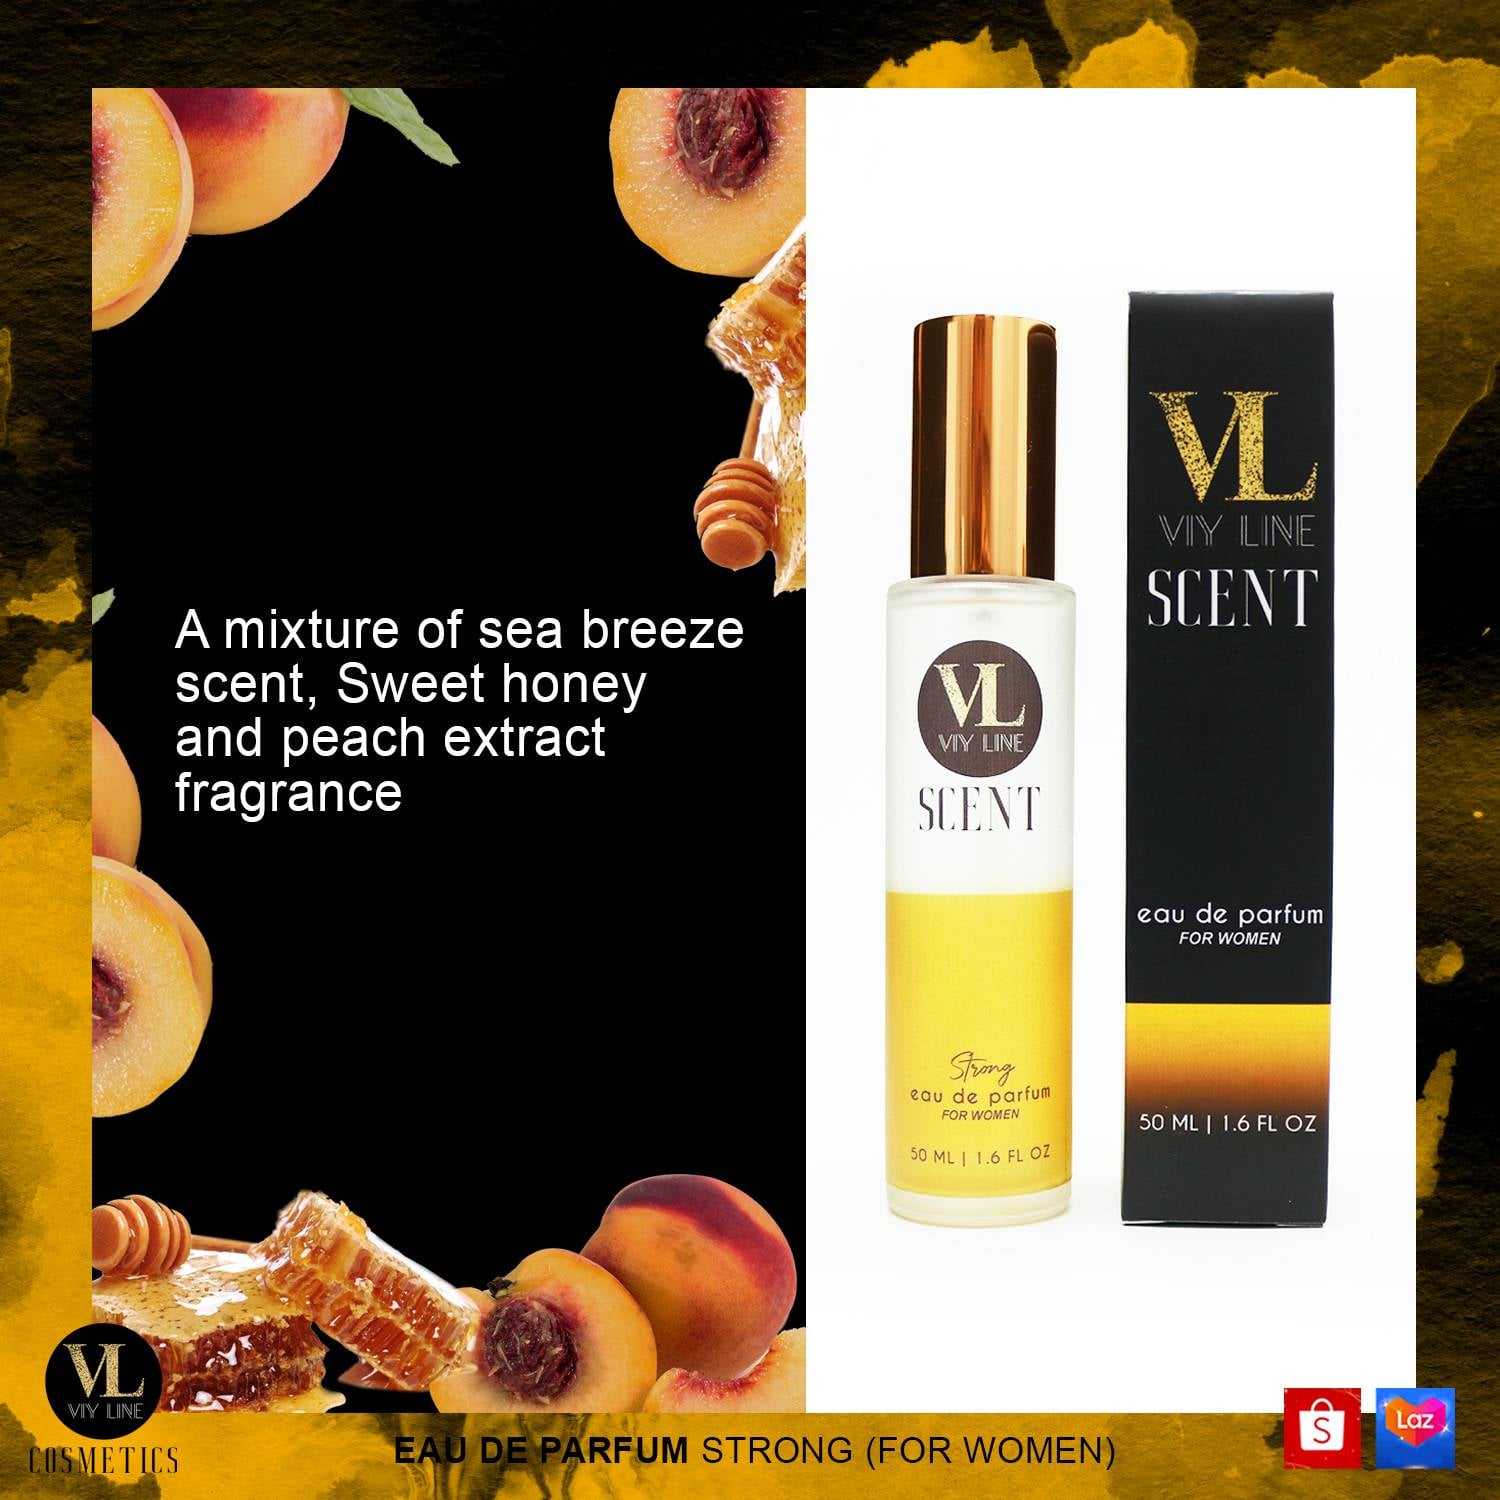 A mixture of sea breeze
scent, Sweet honey
and peach extract
fragrance
VL
VIY LINE
SCENT
Strong
eau de parfum
FOR WOMEN
50 ML | 1.6 FL OZ
VL
VIY LINE
SCENT
eau de parfum
FOR WOMEN
50 ML | 1.6 FL OZ
VL
VIY LINE
COSMETICS
EAU DE PARFUM STRONG (FOR WOMEN)
S
Laz